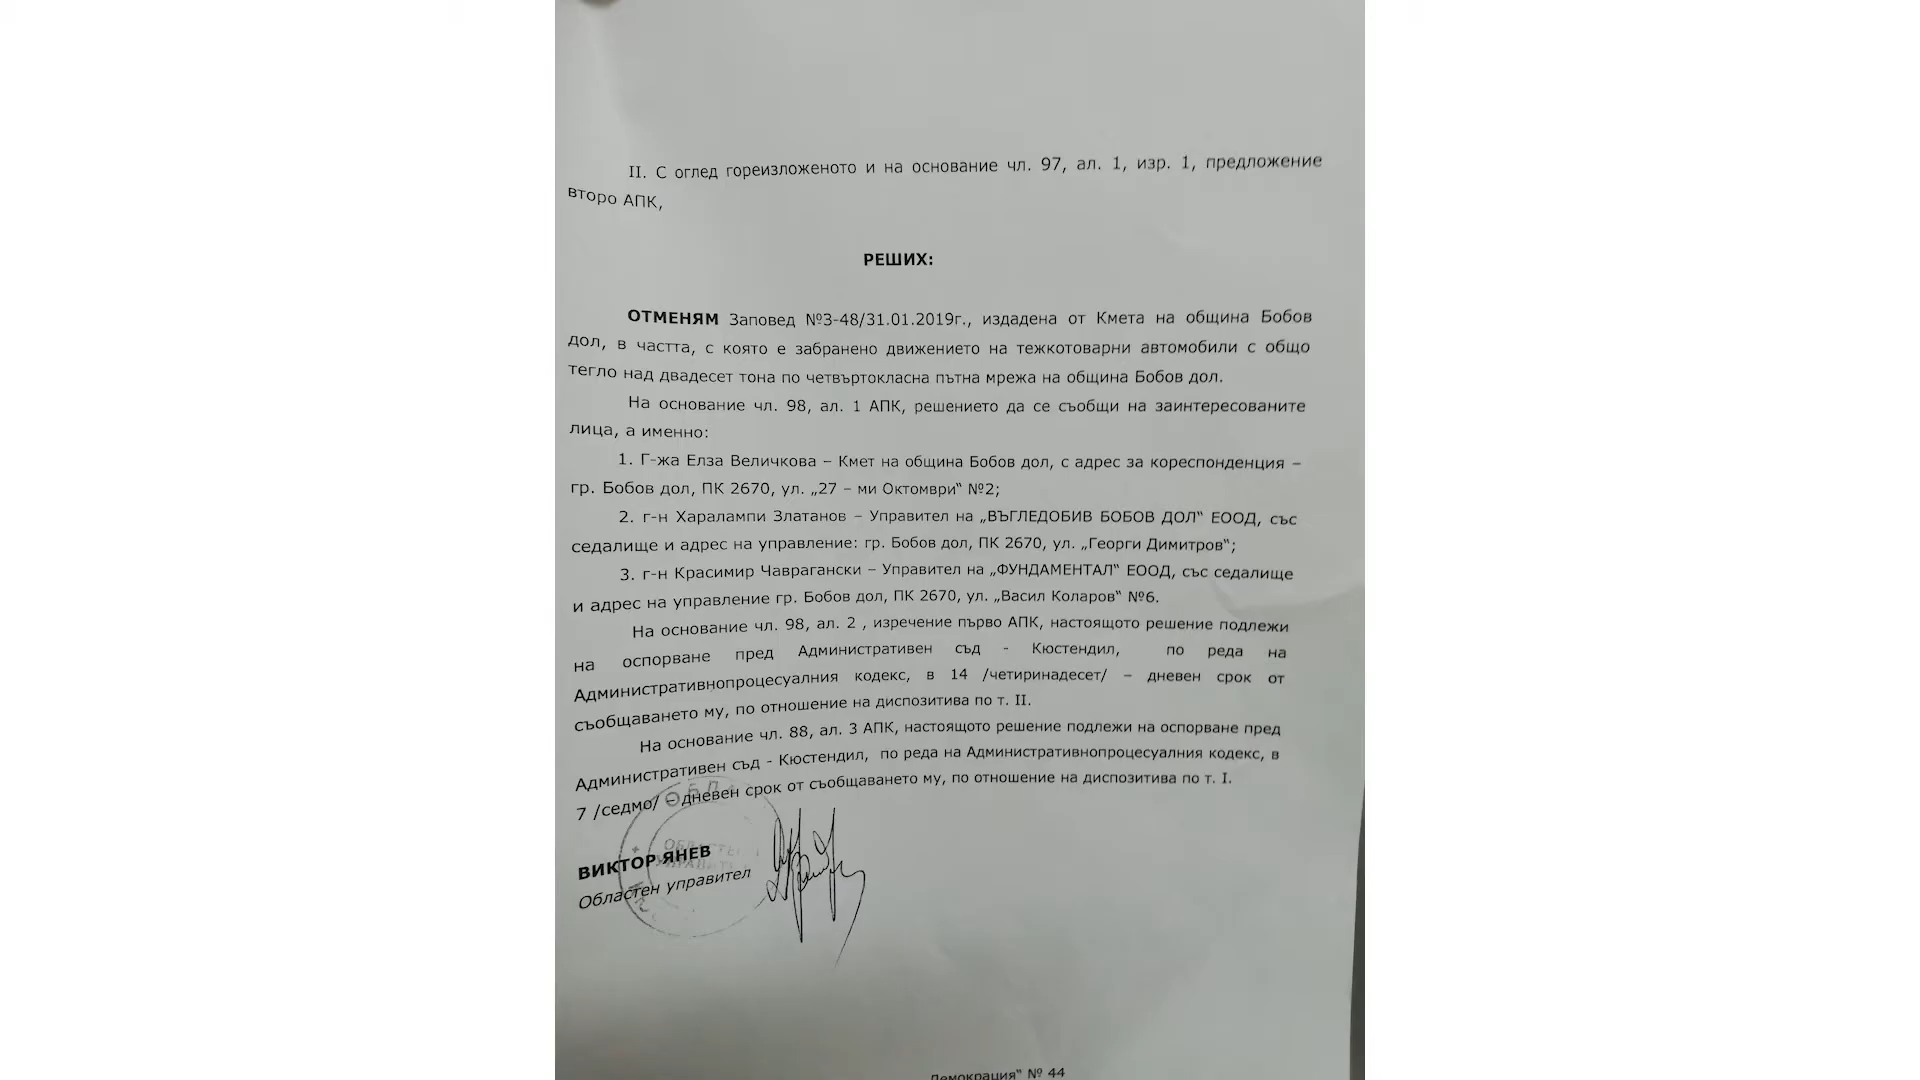 II. С оглед гореизложеното и на основание чл. 97, ал. 1, изр. 1, предложение
второ АПК,
РЕШИХ:
ОТМЕНЯМ Заповед №З-48/31.01.2019г., издадена от Кмета на община Бобов
дол, в частта, с която е забранено движението на тежкотоварни автомобили с общо
тегло над двадесет тона по четвъртокласна пътна мрежа на община Бобов дол.
На основание чл. 98, ал. 1 АПК, решението да се съобщи на заинтересованите
лица, а именно:
1. Г-жа Елза Величкова – Кмет на община Бобов дол, с адрес за кореспонденция –
гр. Бобов дол, ПК 2670, ул. „27 – ми Октомври“ №2;
2. г-н Харалампи Златанов – Управител на „ВЪГЛЕДОБИВ БОБОВ ДОЛ“ ЕООД, със
седалище и адрес на управление: гр. Бобов дол, ПК 2670, ул. „Георги Димитров“;
3. г-н Красимир Чаврагански – Управител на „ФУНДАМЕНТАЛ“ ЕООД, със седалище
и адрес на управление гр. Бобов дол, ПК 2670, ул. „Васил Коларов“ №6.
На основание чл. 98, ал. 2 , изречение първо АПК, настоящото решение подлежи
на оспорване пред Административен съд - Кюстендил, по реда на
Административнопроцесуалния кодекс, в 14 /четиринадесет/ – дневен срок от
съобщаването му, по отношение на диспозитива по т. II.
На основание чл. 88, ал. 3 АПК, настоящото решение подлежи на оспорване пред
Административен съд - Кюстендил, по реда на Административнопроцесуалния кодекс, в
7 /седмо/ – дневен срок от съобщаването му, по отношение на диспозитива по т. I.
ВИКТОР ЯНЕВ
Областен управител
Демокрация“ № 44